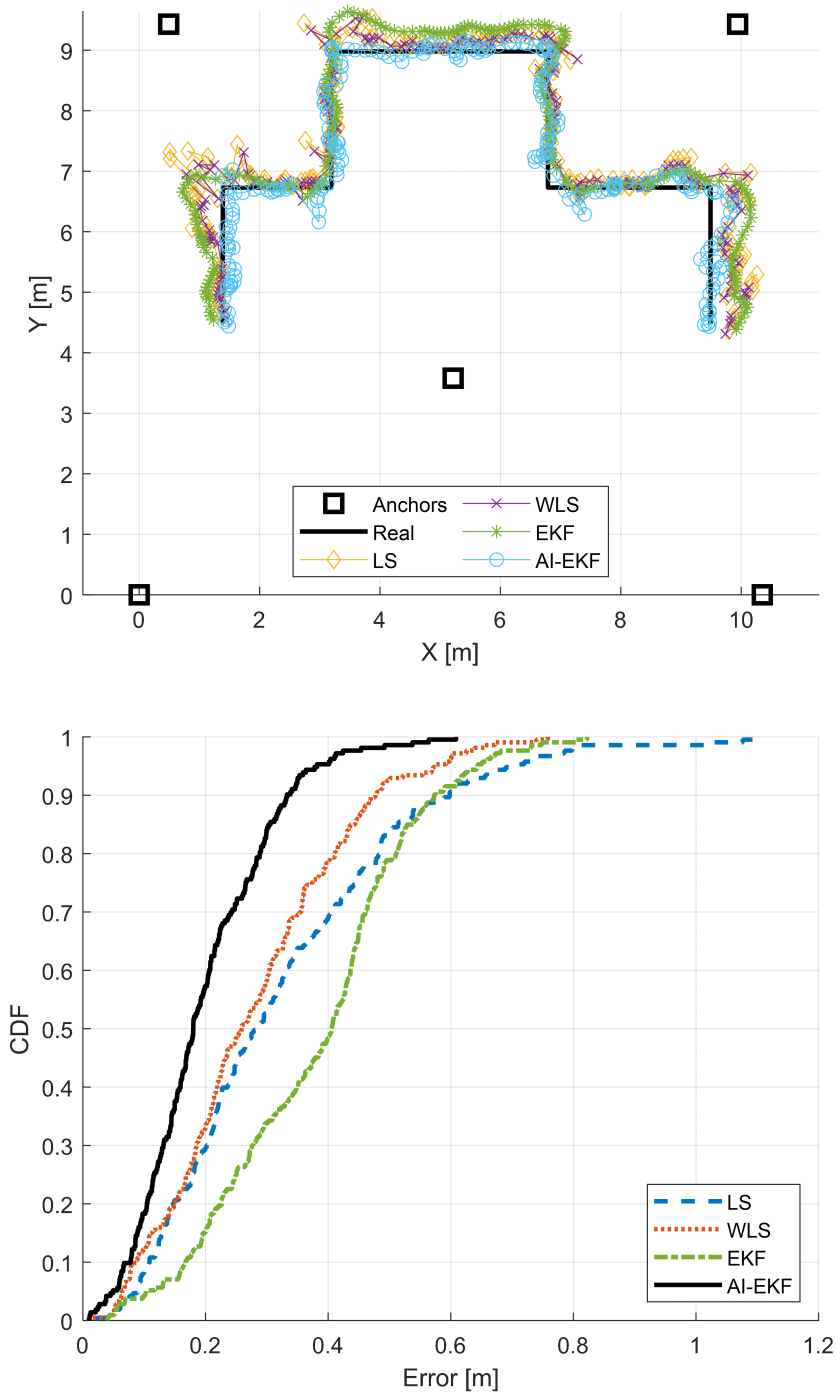 9
8
7
6
5
4
3
2
1
0
Y [m]
Anchors
Real
LS
WLS
EKF
AI-EKF
0 2 4 6 8 10
X [m]
1
0.9
0.8
0.7
0.6
0.5
0.4
0.3
0.2
0.1
0
CDF
LS
WLS
EKF
AI-EKF
0 0.2 0.4 0.6 0.8 1 1.2
Error [m]